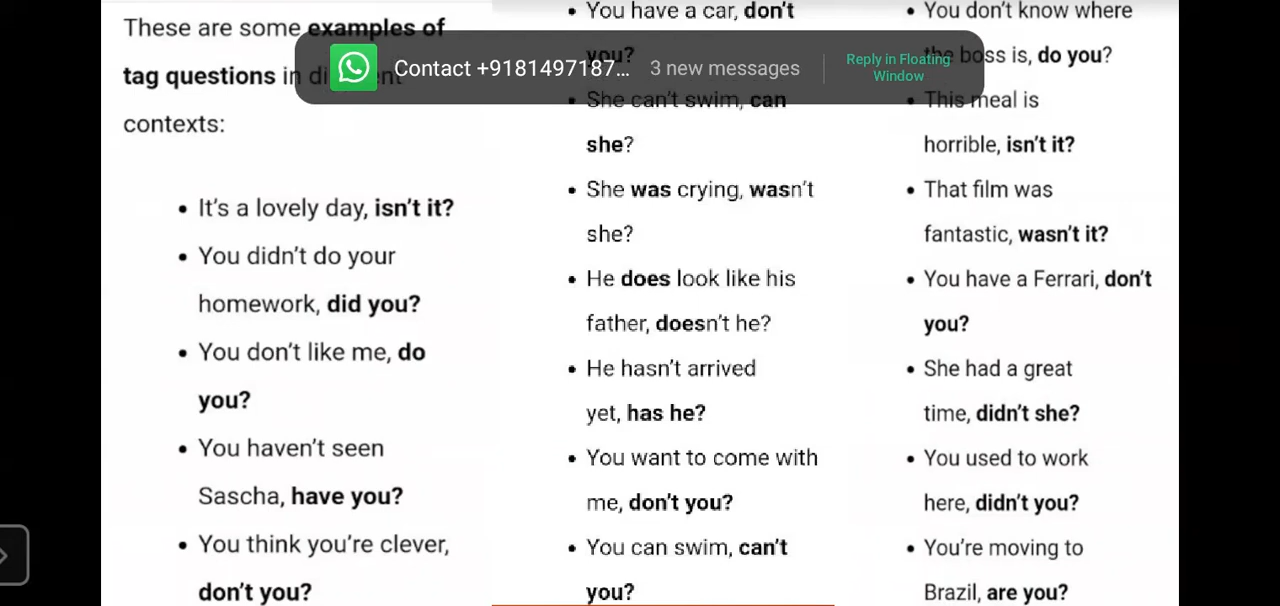 These are some examples of
tag questions in different
contexts:
• It's a lovely day, isn't it?
• You didn't do your
homework, did you?
• You don't like me, do
you?
• You haven't seen
Sascha, have you?
• You think you're clever,
don't you?
• You have a car, don't
you?
• She can't swim, can
she?
• She was crying, wasn't
she?
• He does look like his
father, doesn't he?
• He hasn't arrived
yet, has he?
• You want to come with
me, don't you?
• You can swim, can't
you?
• You don't know where
the boss is, do you?
• This meal is
horrible, isn't it?
• That film was
fantastic, wasn't it?
• You have a Ferrari, don't
you?
• She had a great
time, didn't she?
• You used to work
here, didn't you?
• You're moving to
Brazil, are you?
Contact +9181497187... 3 new messages
Reply in Floating
Window